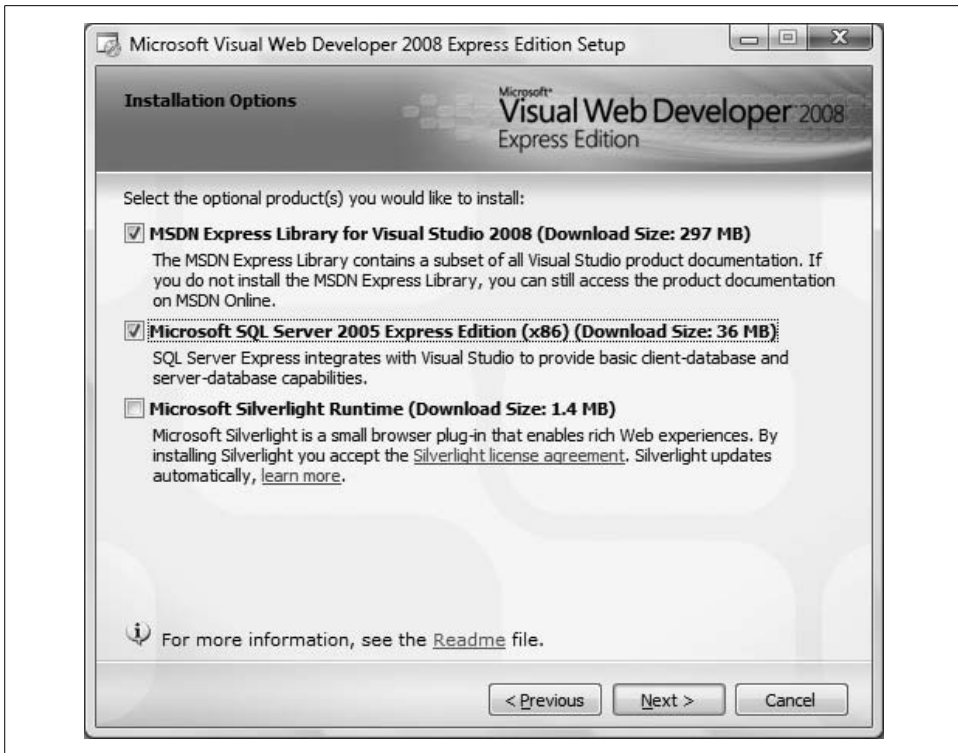 Microsoft Visual Web Developer 2008 Express Edition Setup
Installation Options
Microsoft®
Visual Web Developer 2008
Express Edition
Select the optional product(s) you would like to install:
MSDN Express Library for Visual Studio 2008 (Download Size: 297 MB)
The MSDN Express Library contains a subset of all Visual Studio product documentation. If
you do not install the MSDN Express Library, you can still access the product documentation
on MSDN Online.
Microsoft SQL Server 2005 Express Edition (x86) (Download Size: 36 MB)
SQL Server Express integrates with Visual Studio to provide basic client-database and
server-database capabilities.
Microsoft Silverlight Runtime (Download Size: 1.4 MB)
Microsoft Silverlight is a small browser plug-in that enables rich Web experiences. By
installing Silverlight you accept the Silverlight license agreement. Silverlight updates
automatically, learn more.
For more information, see the Readme file.
< Previous Next > Cancel